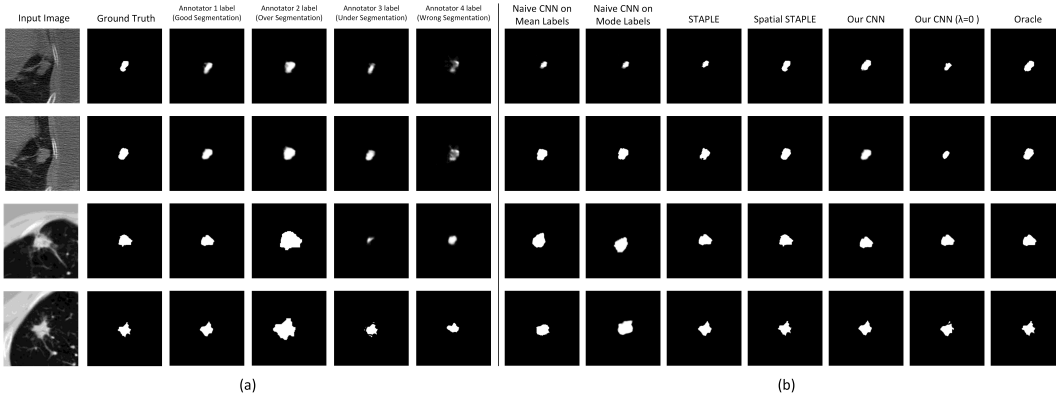 Input Image
Ground Truth
Annotator 1 label
(Good Segmentation)
Annotator 2 label
(Over Segmentation)
Annotator 3 label
(Under Segmentation)
Annotator 4 label
(Wrong Segmentation)
Naive CNN on
Mean Labels
Naive CNN on
Mode Labels
STAPLE
Spatial STAPLE
Our CNN
Our CNN (λ=0 )
Oracle
(a)
(b)